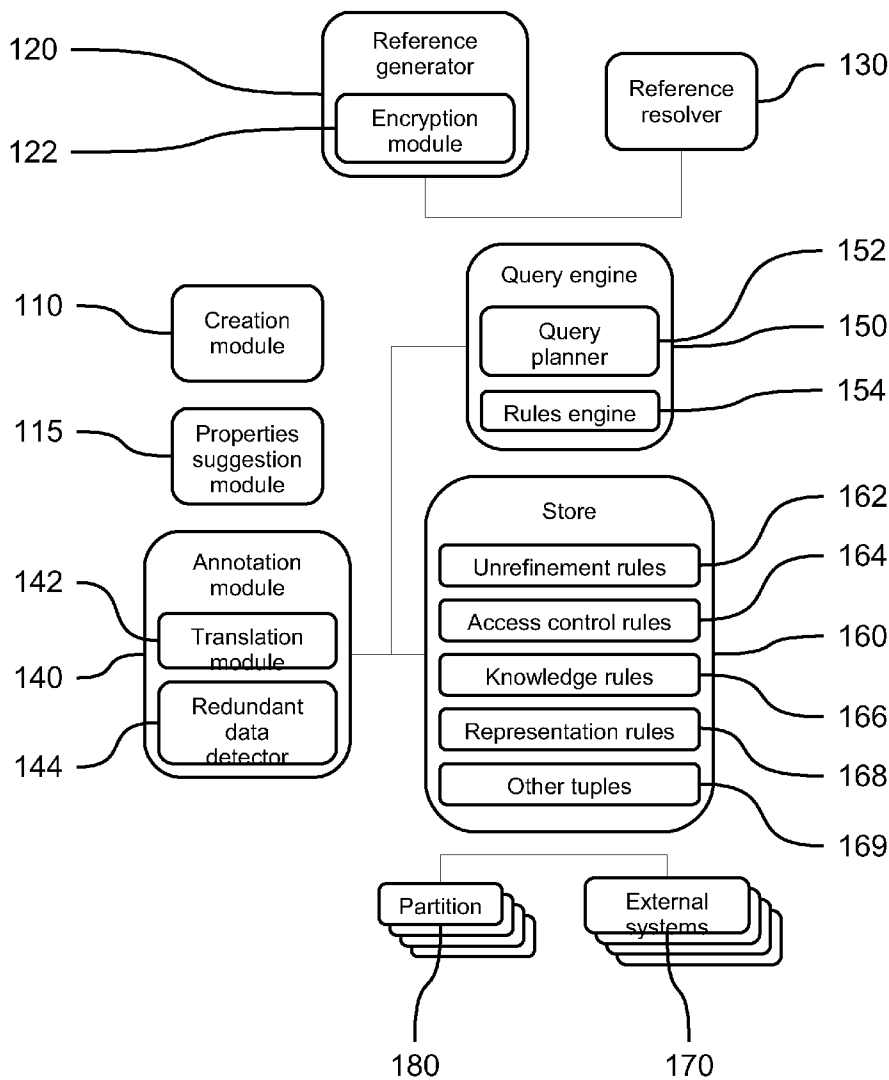 120
Reference
generator
130
Reference
resolver
Encryption
module
122
152
Query engine
110
Creation
module
Query
planner
150
154
Rules engine
115
Properties
suggestion
module
162
Store
Annotation
module
Unrefinement rules
164
142
Translation
module
Access control rules
160
140
Knowledge rules
Redundant
data
detector
166
Representation rules
144
168
Other tuples
169
Partition
External
systems
180
170